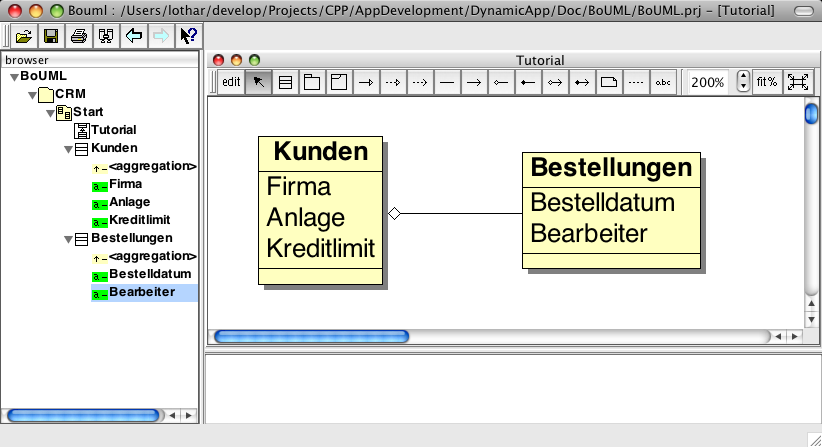 Bouml : /Users/lothar/develop/Projects/CPP/AppDevelopment/DynamicApp/Doc/BoUML/BoUML.prj - [Tutorial]
browser
BoUML
CRM
Start
Tutorial
Kunden
<aggregation>
Firma
Anlage
Kreditlimit
Bestellungen
<aggregation>
Bestelldatum
Bearbeiter
Tutorial
edit
abc
200%
fit%
Kunden
Firma
Anlage
Kreditlimit
Bestellungen
Bestelldatum
Bearbeiter